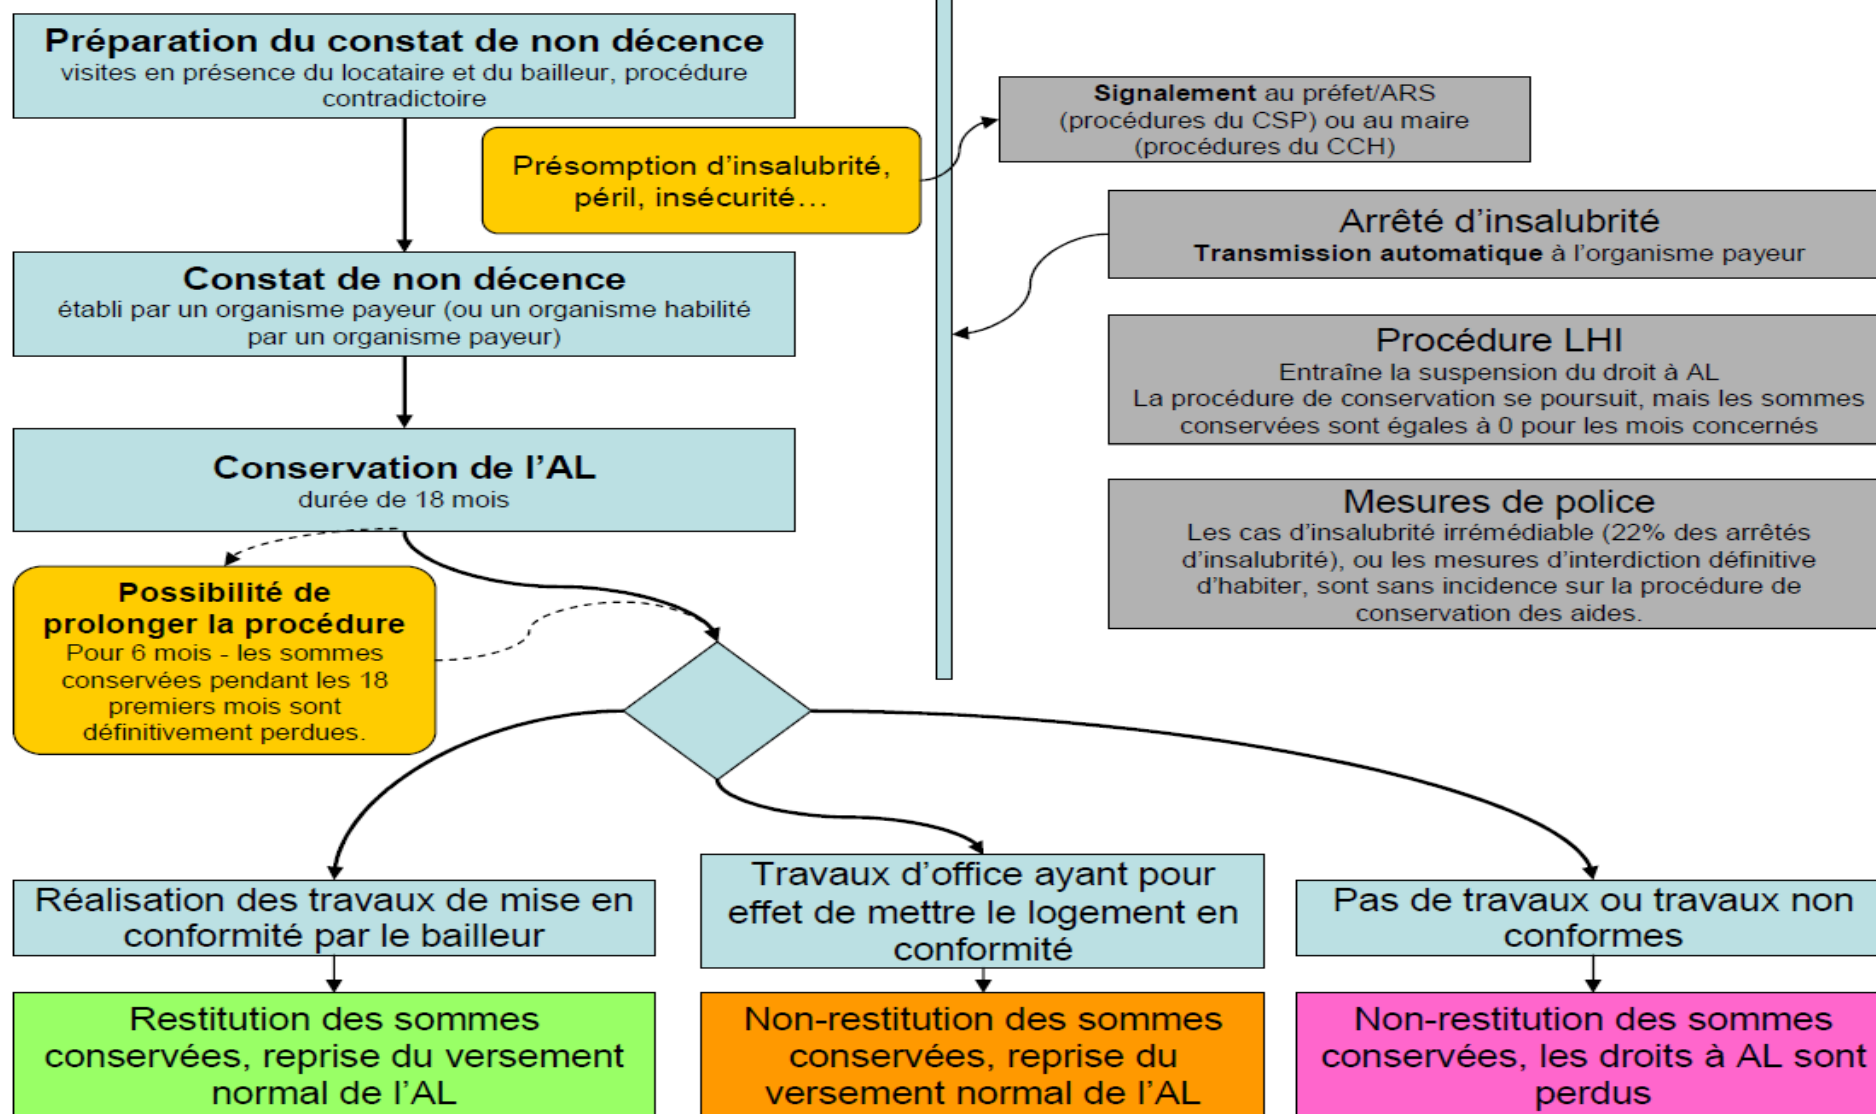 Préparation du constat de non décence
visites en présence du locataire et du bailleur, procédure
contradictoire
Signalement au préfet/ARS
(procédures du CSP) ou au maire
(procédures du CCH)
Présomption d’insalubrité,
péril, insécurité…
Arrêté d’insalubrité
Transmission automatique à l’organisme payeur
Constat de non décence
établi par un organisme payeur (ou un organisme habilité
par un organisme payeur)
Procédure LHI
Entraîne la suspension du droit à AL
La procédure de conservation se poursuit, mais les sommes
conservées sont égales à 0 pour les mois concernés
Conservation de l’AL
durée de 18 mois
Mesures de police
Les cas d’insalubrité irrémédiable (22% des arrêtés
d’insalubrité), ou les mesures d’interdiction définitive
d’habiter, sont sans incidence sur la procédure de
conservation des aides.
Possibilité de
prolonger la procédure
Pour 6 mois - les sommes
conservées pendant les 18
premiers mois sont
définitivement perdues.
Réalisation des travaux de mise en
conformité par le bailleur
Travaux d’office ayant pour
effet de mettre le logement en
conformité
Pas de travaux ou travaux non
conformes
Restitution des sommes
conservées, reprise du versement
normal de l’AL
Non-restitution des sommes
conservées, reprise du
versement normal de l’AL
Non-restitution des sommes
conservées, les droits à AL sont
perdus